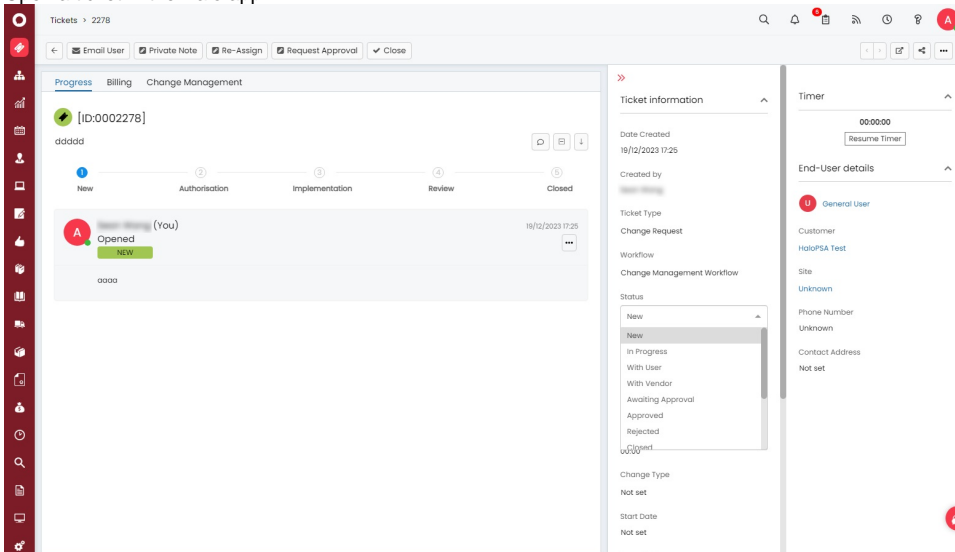 Tickets > 2278
6
A
Email User
Private Note
Re-Assign
Request Approval
Close
Progress Billing Change Management
[ID:0002278]
ddddd
1 2 3 4 5
New Authorisation Implementation Review Closed
A
(You)
19/12/2023 17:25
Opened
NEW
aaaa
Ticket information
Date Created
19/12/2023 17:25
Created by
Ticket Type
Change Request
Workflow
Change Management Workflow
Status
New
New
In Progress
With User
With Vendor
Awaiting Approval
Approved
Rejected
Closed
00:00
Change Type
Not set
Start Date
Not set
Timer
00:00:00
Resume Timer
End-User details
U General User
Customer
HaloPSA Test
Site
Unknown
Phone Number
Unknown
Contact Address
Not set